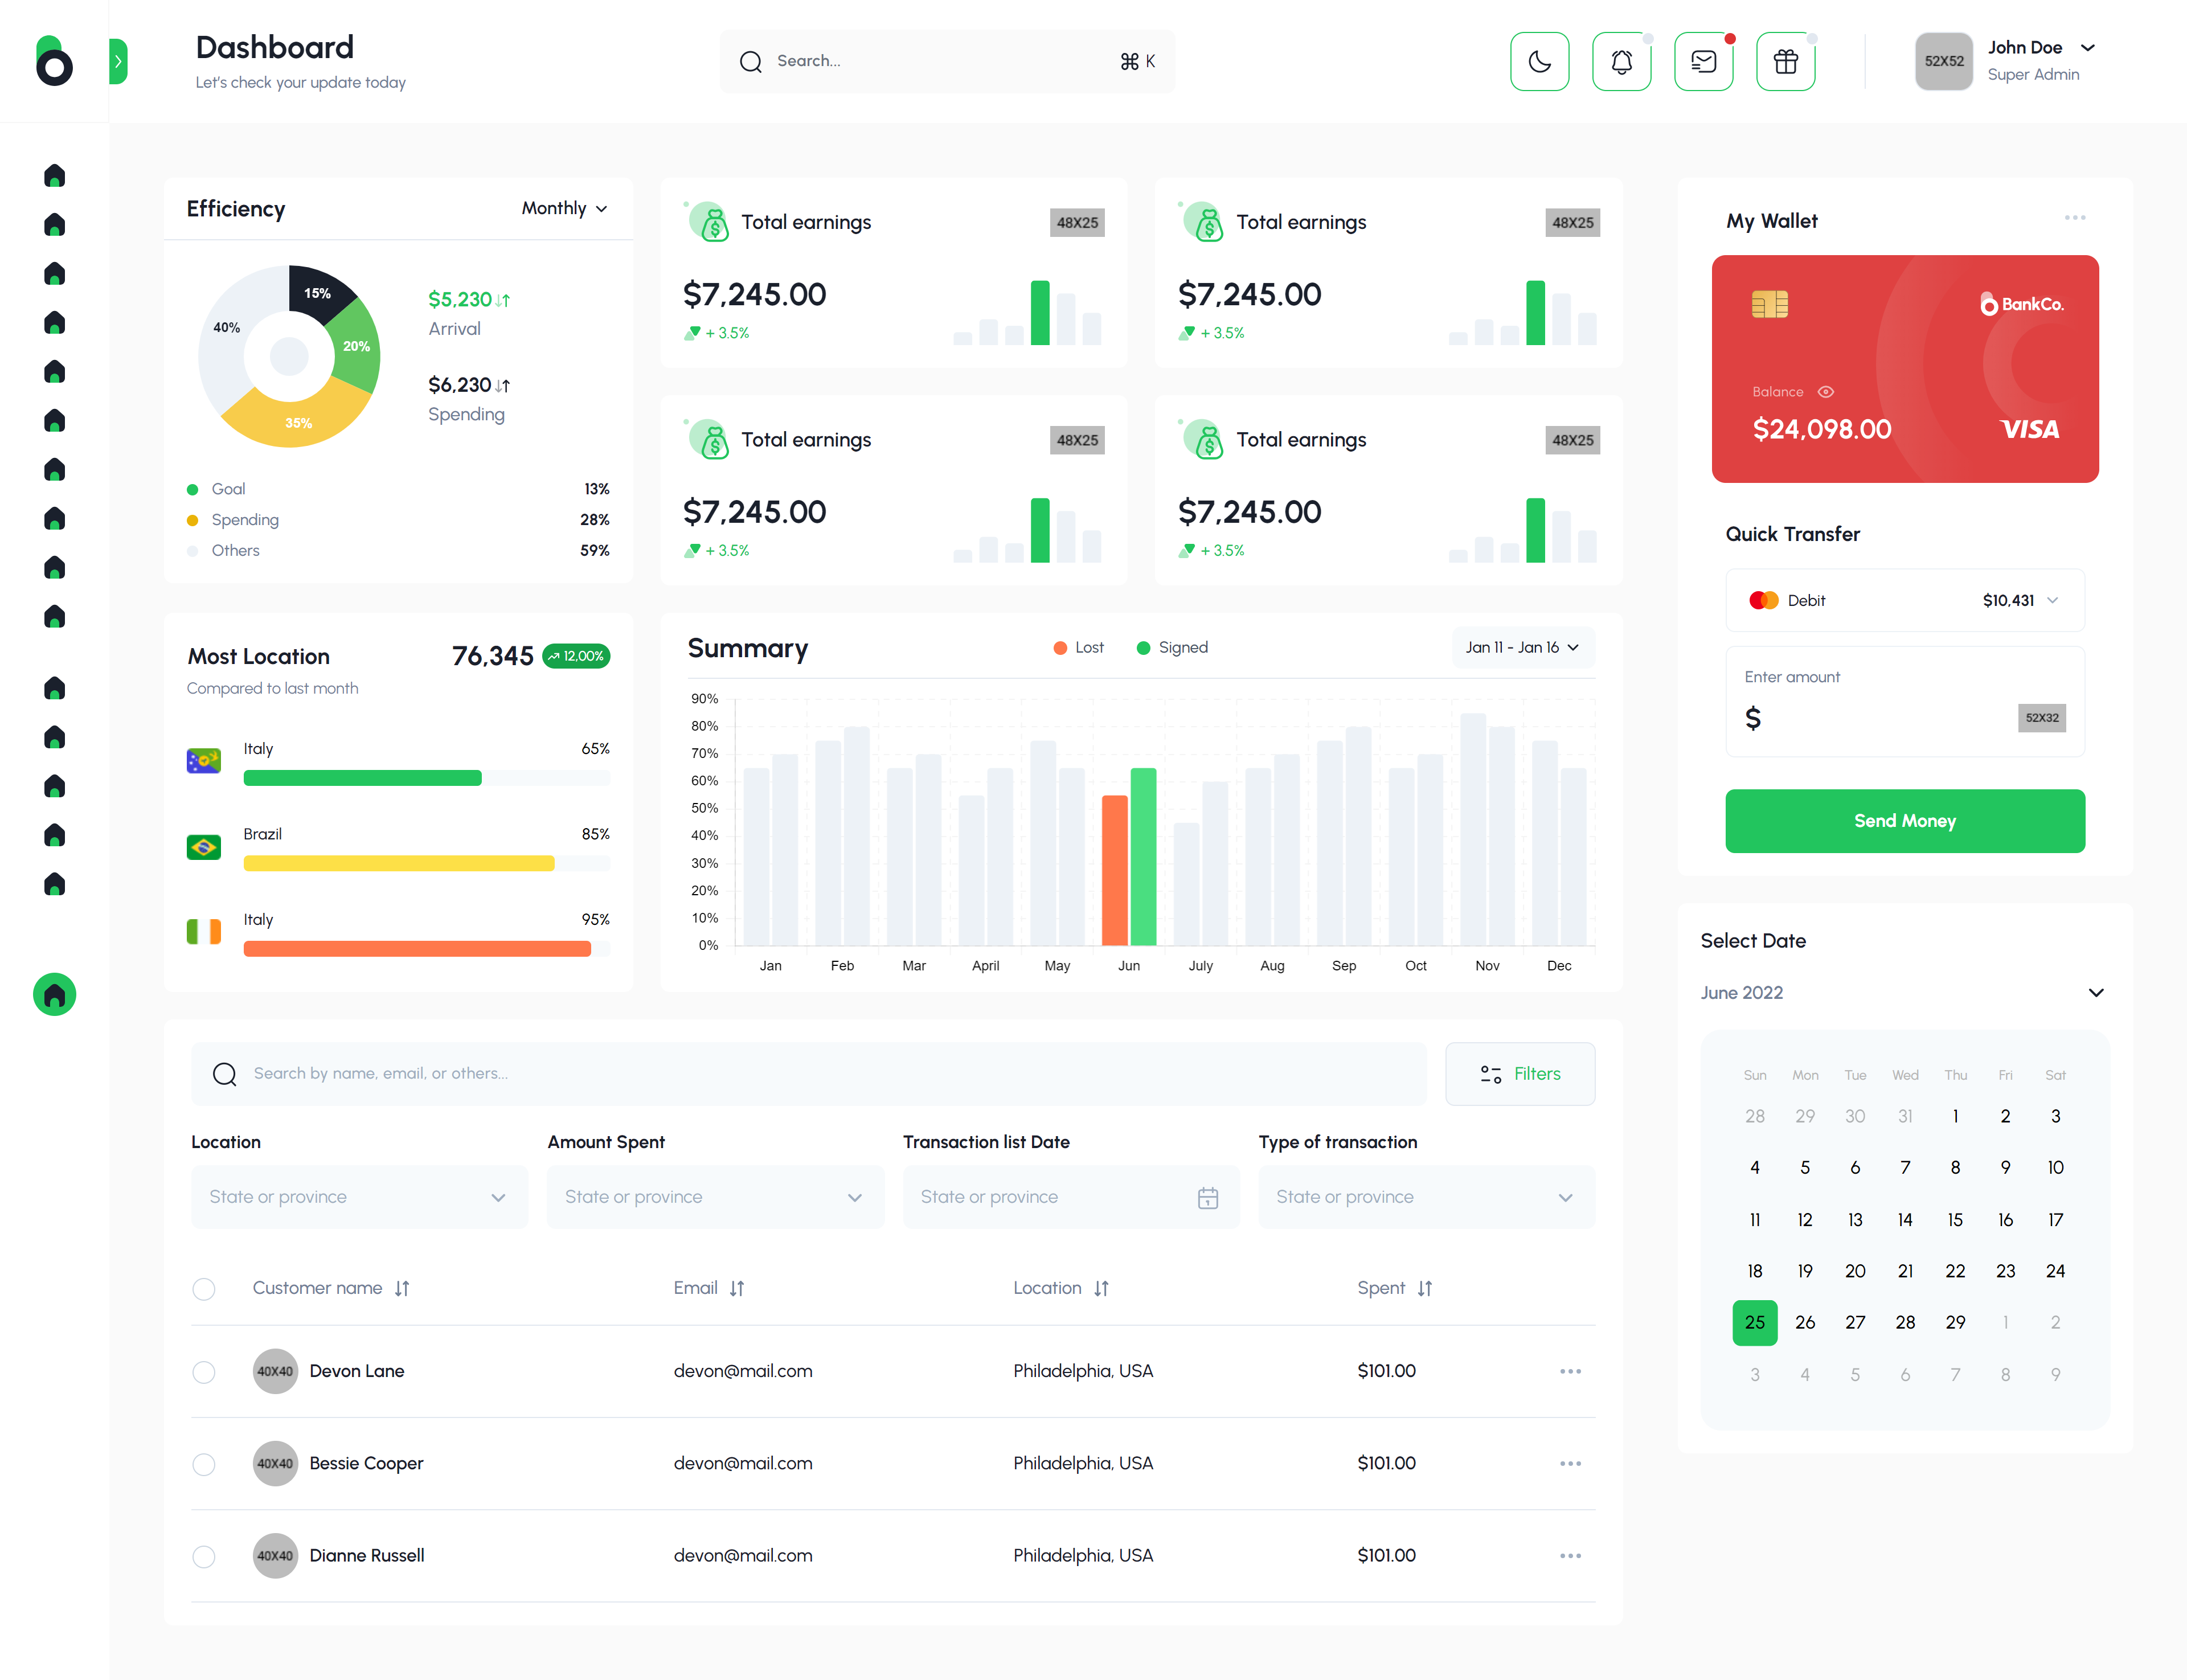 Dashboard
Let's check your update today
Search...
⌘ K
John Doe
Super Admin
52X52
Efficiency
Monthly
15%
20%
35%
40%
$5,230
Arrival
$6,230
Spending
Goal 13%
Spending 28%
Others 59%
Total earnings
48X25
$7,245.00
+ 3.5%
Total earnings
48X25
$7,245.00
+ 3.5%
Total earnings
48X25
$7,245.00
+ 3.5%
Total earnings
48X25
$7,245.00
+ 3.5%
My Wallet
BankCo.
Balance
$24,098.00
VISA
Quick Transfer
Debit
$10,431
Enter amount
$
52X32
Send Money
Most Location
76,345
12,00%
Compared to last month
Italy 65%
Brazil 85%
Italy 95%
Summary
Lost
Signed
Jan 11 - Jan 16
90%
80%
70%
60%
50%
40%
30%
20%
10%
0%
Jan Feb Mar April May Jun July Aug Sep Oct Nov Dec
Select Date
June 2022
Sun Mon Tue Wed Thu Fri Sat
28 29 30 31 1 2 3
4 5 6 7 8 9 10
11 12 13 14 15 16 17
18 19 20 21 22 23 24
25 26 27 28 29 1 2
3 4 5 6 7 8 9
Search by name, email, or others...
Filters
Location
Amount Spent
Transaction list Date
Type of transaction
State or province
State or province
State or province
State or province
Customer name Email Location Spent
40X40 Devon Lane devon@mail.com Philadelphia, USA $101.00
40X40 Bessie Cooper devon@mail.com Philadelphia, USA $101.00
40X40 Dianne Russell devon@mail.com Philadelphia, USA $101.00